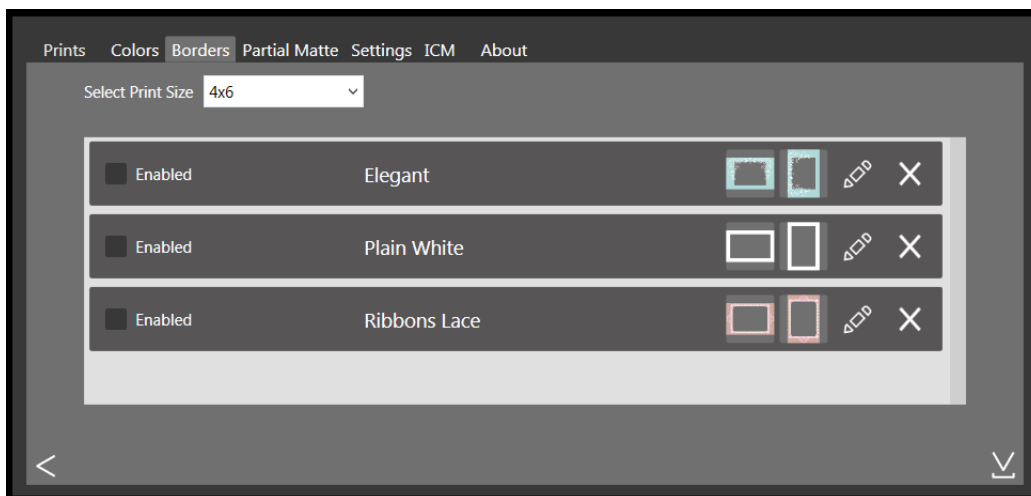 Prints Colors Borders Partial Matte Settings ICM About
Select Print Size 4x6
Enabled Elegant
Enabled Plain White
Enabled Ribbons Lace